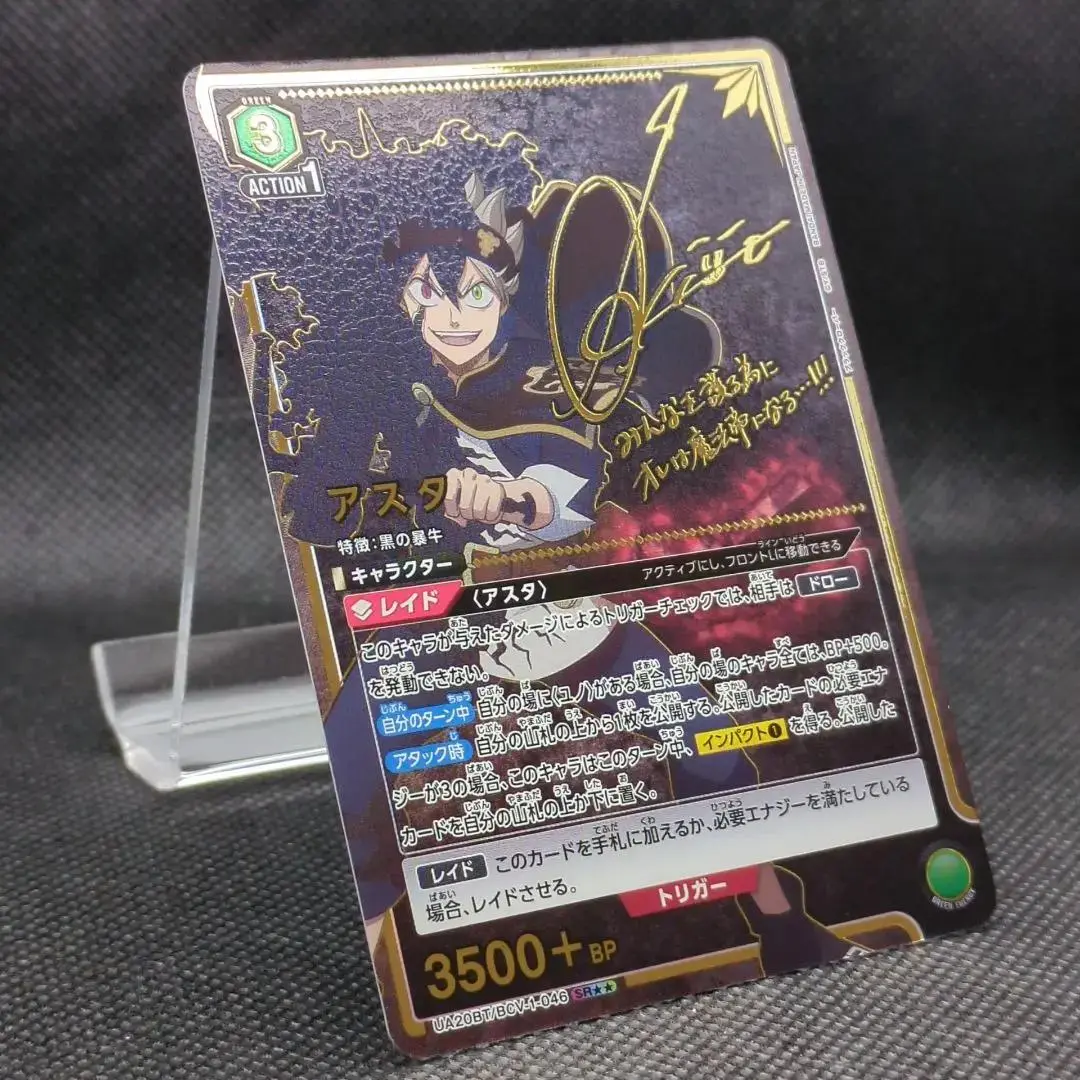 GREEN
3
ACTION 1
BANDAI MADE IN JAPAN
みんなを護る為に
オレは魔法帝になる…!!!
アスタ
特徴:黒の暴牛
キャラクター
レイド 〈アスタ〉 アクティブにし、フロントLに移動できる
このキャラが与えたダメージによるトリガーチェックでは、相手は ドロー
を発動できない。
自分のターン中 自分の場に〈ユノ〉がある場合、自分の場のキャラ全ては、BP+500。
アタック時 自分の山札の上から1枚を公開する。公開したカードの必要エナ
ジーが3の場合、このキャラはこのターン中、 インパクト❶ を得る。公開した
カードを自分の山札の上か下に置く。
レイド このカードを手札に加えるか、必要エナジーを満たしている
場合、レイドさせる。
トリガー
3500+ BP
GREEN ENERGY
UA20BT/BCV-1-046 SR★★